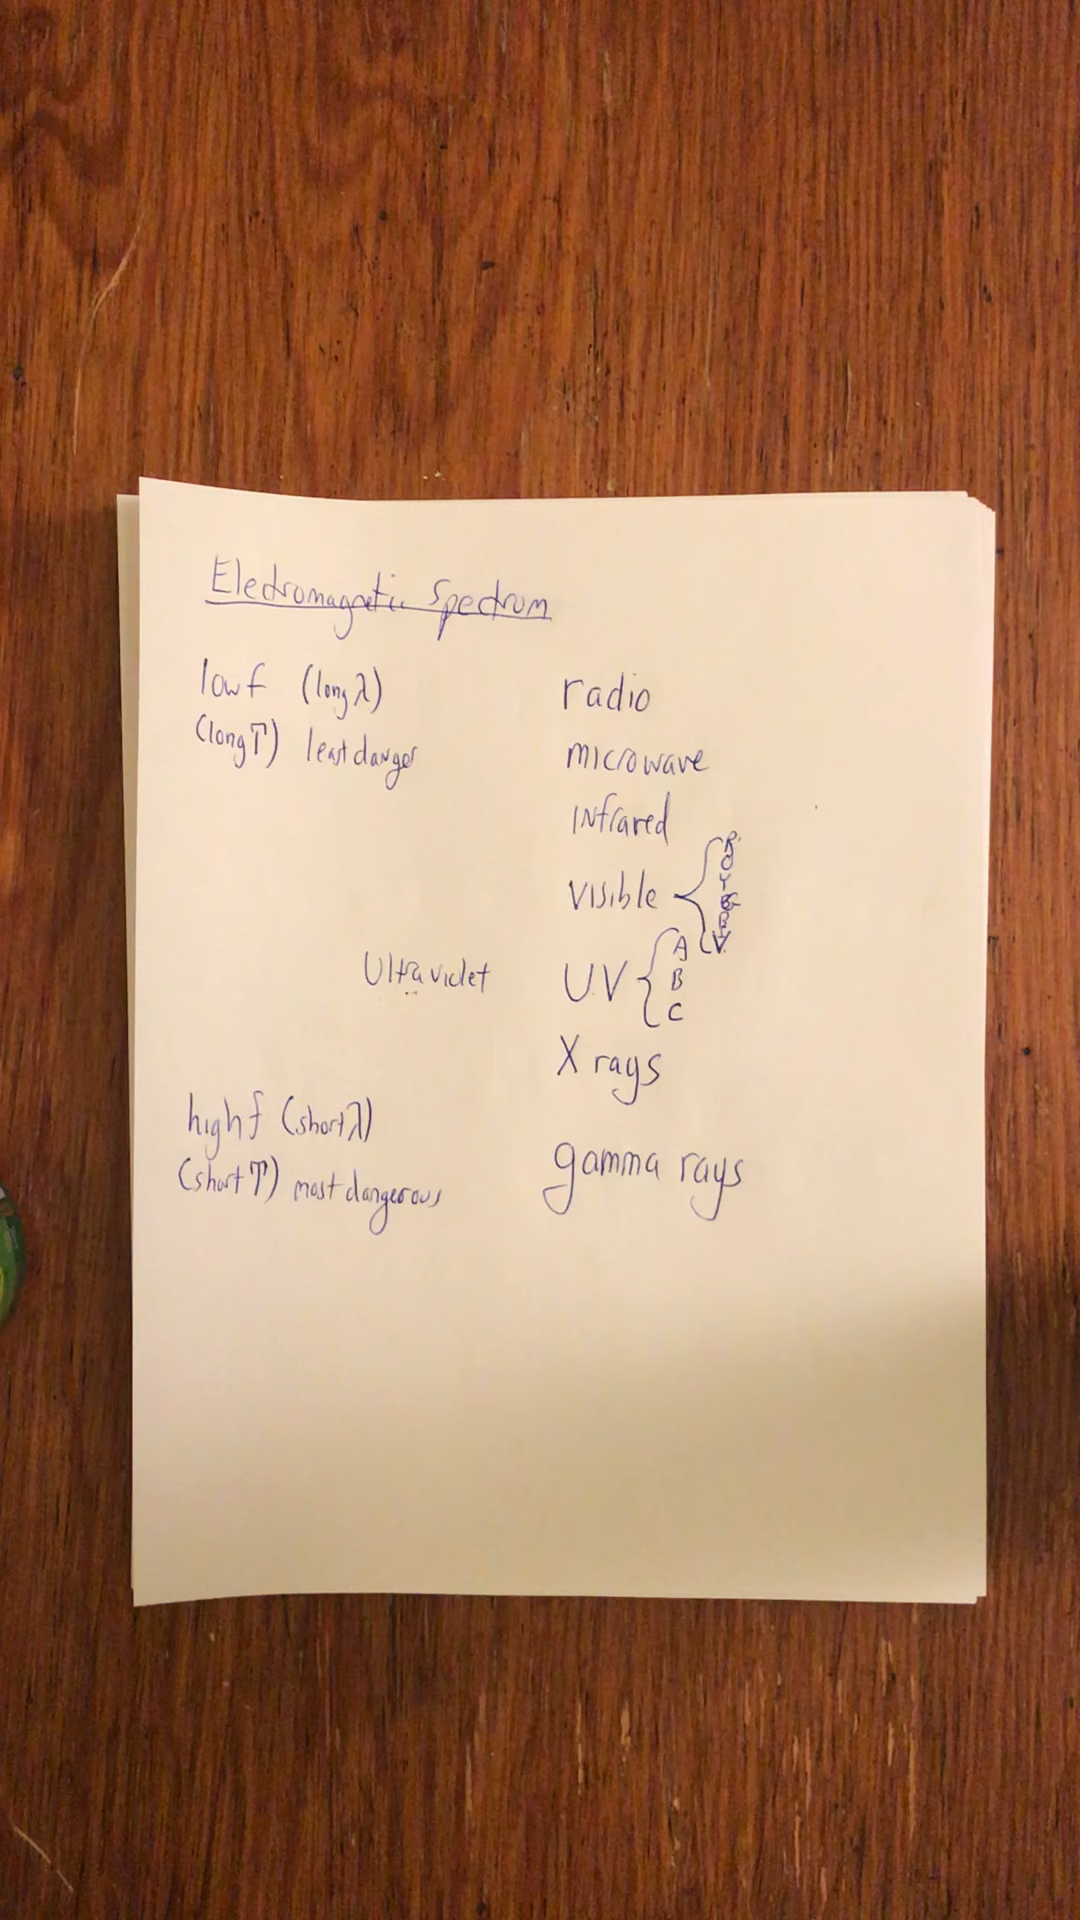 Electromagnetic Spectrum
low f (long λ) radio
(long T) least danger microwave
Infrared
visible { R
O
Y
G
B
V
Ultraviolet UV { A
B
C
X rays
high f (short λ)
(short T) most dangerous gamma rays